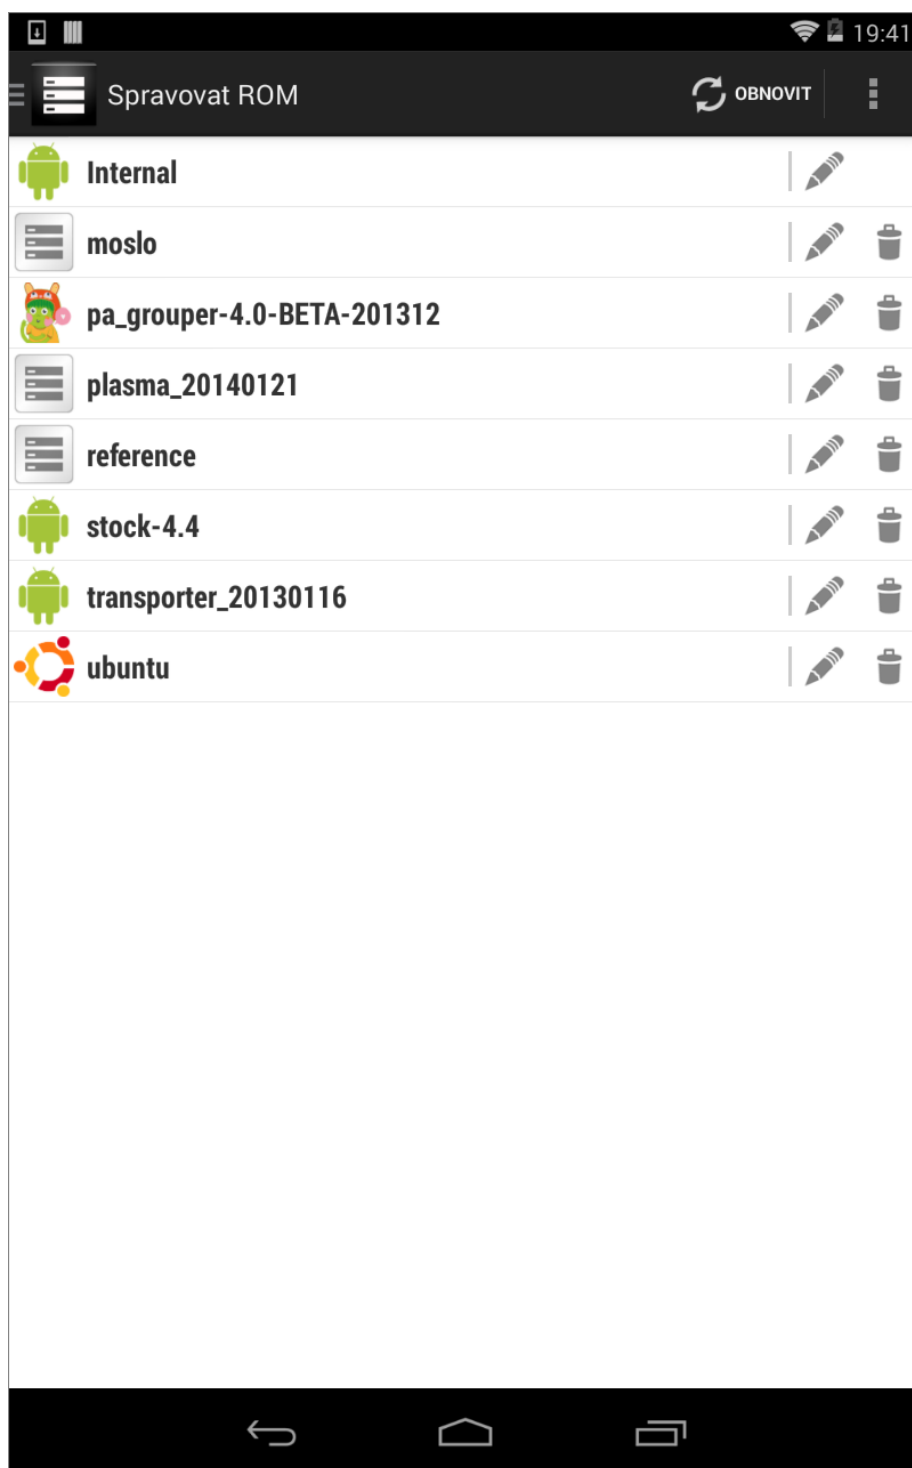 19:41
Spravovat ROM OBNOVIT
Internal
moslo
pa_grouper-4.0-BETA-201312
plasma_20140121
reference
stock-4.4
transporter_20130116
ubuntu